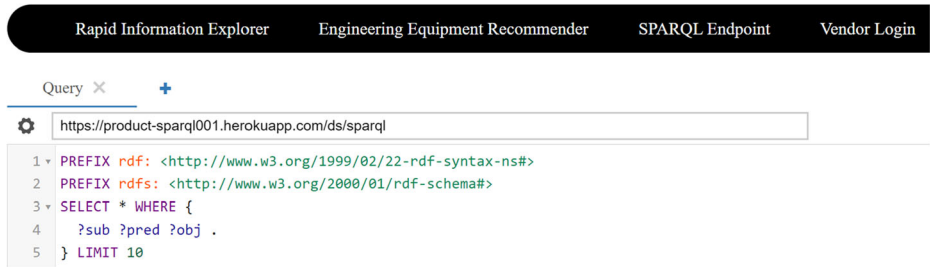 Rapid Information Explorer Engineering Equipment Recommender SPARQL Endpoint Vendor Login
Query
https://product-sparql001.herokuapp.com/ds/sparql
1 PREFIX rdf: <http://www.w3.org/1999/02/22-rdf-syntax-ns#>
2 PREFIX rdfs: <http://www.w3.org/2000/01/rdf-schema#>
3 SELECT * WHERE {
4 ?sub ?pred ?obj .
5 } LIMIT 10